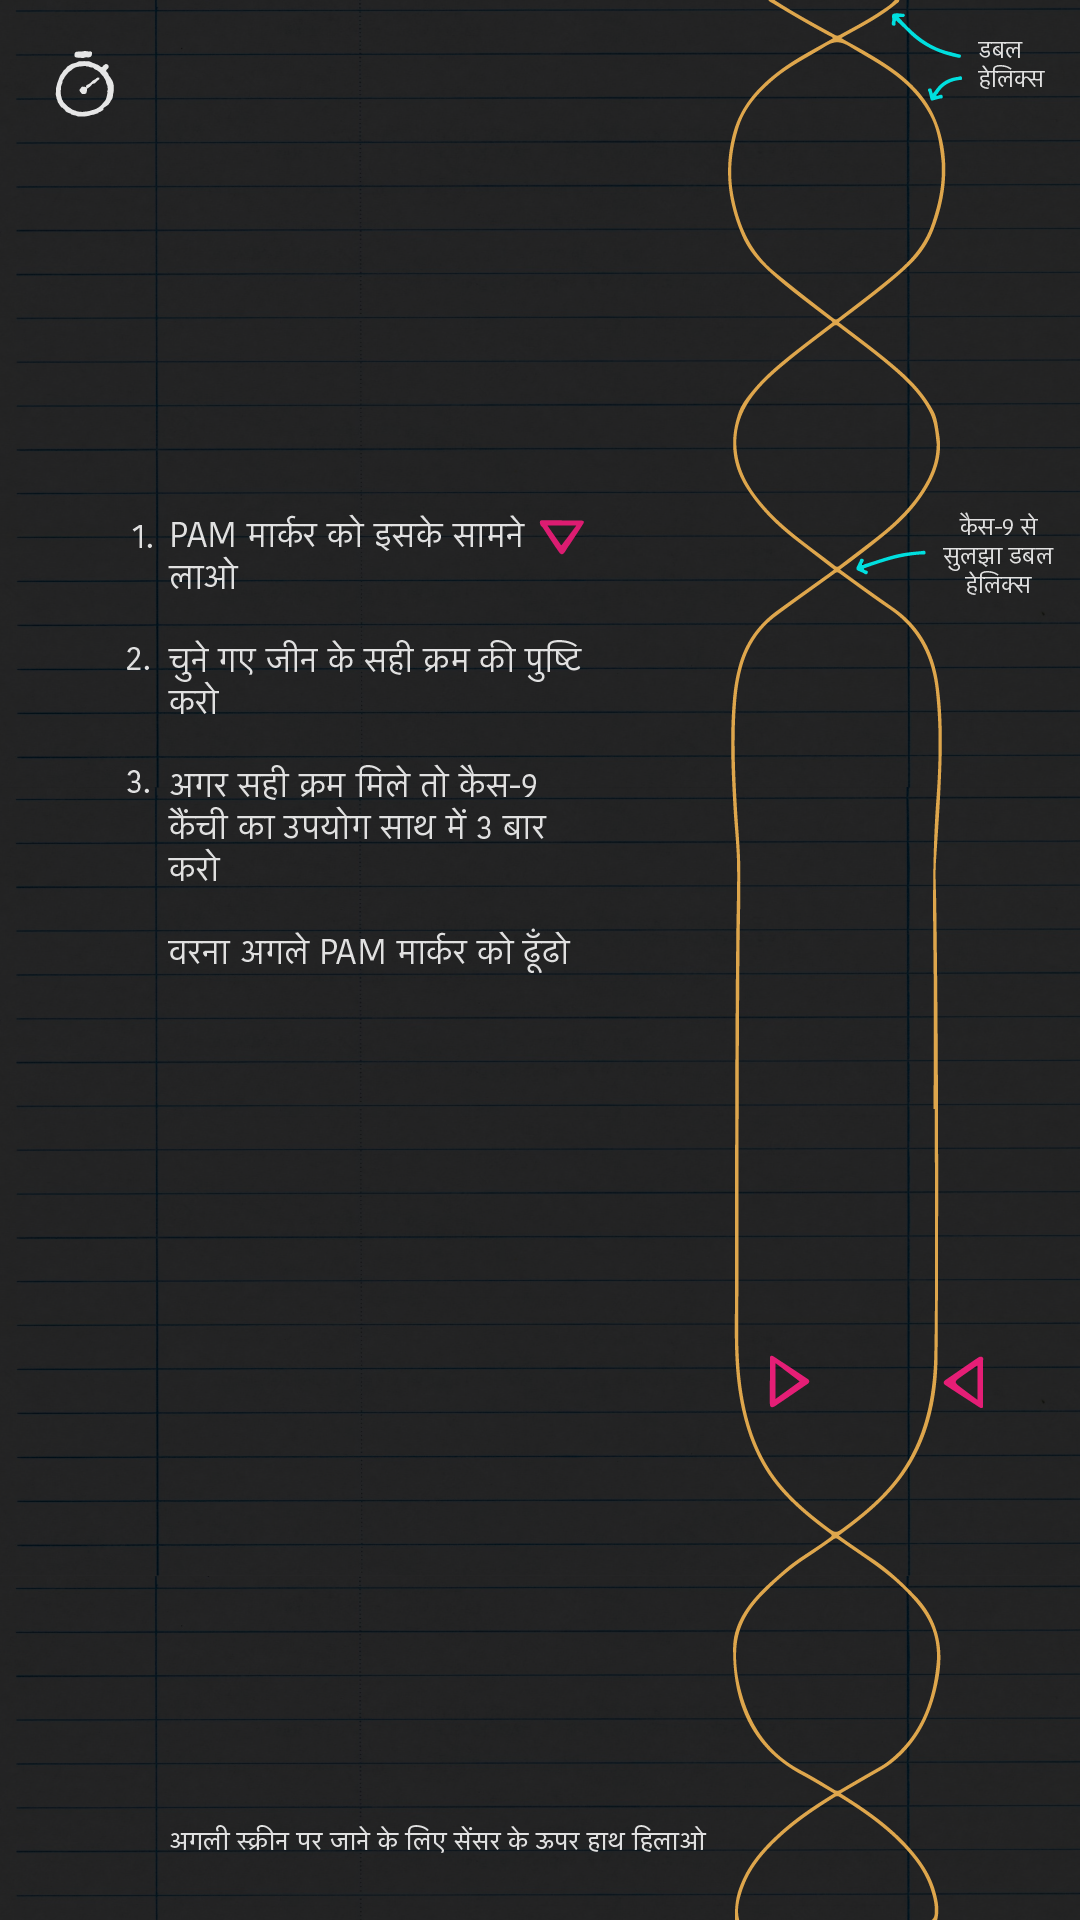 डबल
हेलिक्स
1. PAM मार्कर को इसके सामने
लाओ
कैस-9 से
सुलझा डबल
हेलिक्स
2. चुने गए जीन के सही क्रम की पुष्टि
करो
3. अगर सही क्रम मिले तो कैस-9
कैंची का उपयोग साथ में 3 बार
करो
वरना अगले PAM मार्कर को ढूँढो
अगली स्क्रीन पर जाने के लिए सेंसर के ऊपर हाथ हिलाओ